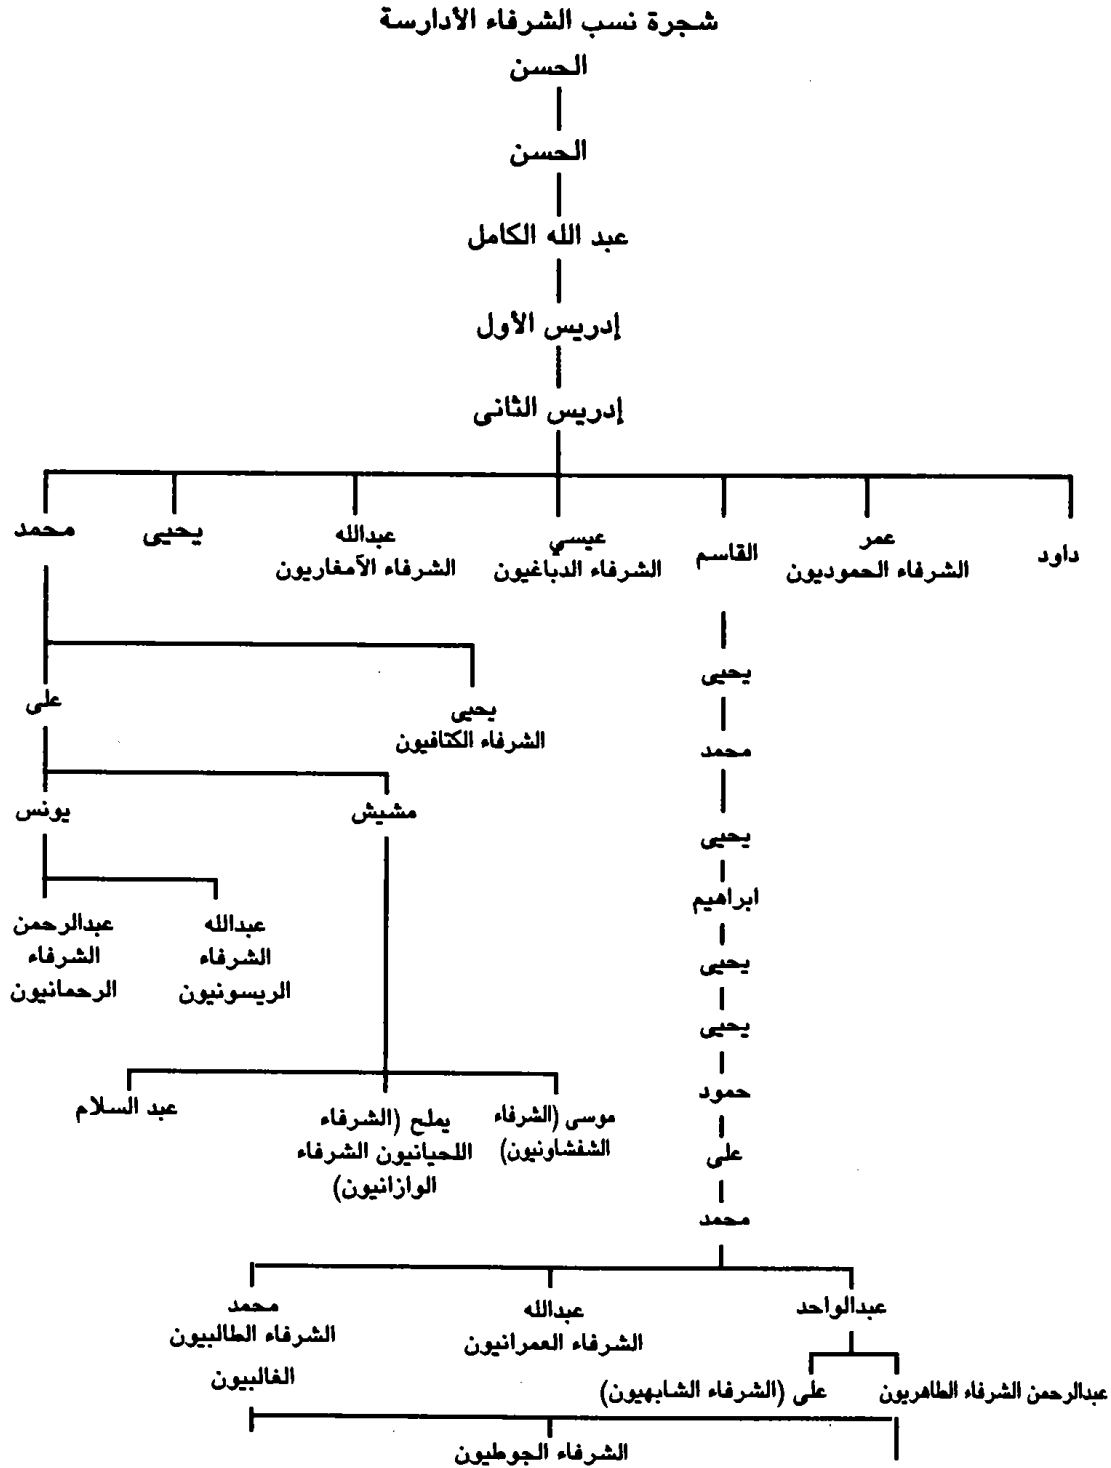 شجرة نسب الشرفاء الأدارسة
الحسن
الحسن
عبد الله الكامل
إدريس الأول
إدريس الثانى
داود
عمر
الشرفاء الحموديون
القاسم
عيسي
الشرفاء الدباغيون
عبدالله
الشرفاء الآمغاريون
يحيى
محمد
يحيى
الشرفاء الكتافيون
على
مشيش
يونس
عبدالله
الشرفاء
الريسونيون
عبدالرحمن
الشرفاء
الرحمانيون
موسى (الشرفاء
الشفشاونيون)
يملح (الشرفاء
اللحيانيون الشرفاء
الوازانيون)
عبد السلام
يحيى
محمد
يحيى
ابراهيم
يحيى
يحيى
حمود
على
محمد
عبدالواحد
عبدالله
الشرفاء العمرانيون
محمد
الشرفاء الطالبيون
الغالبيون
عبدالرحمن الشرفاء الطاهريون
على (الشرفاء الشابهيون)
الشرفاء الجوطيون